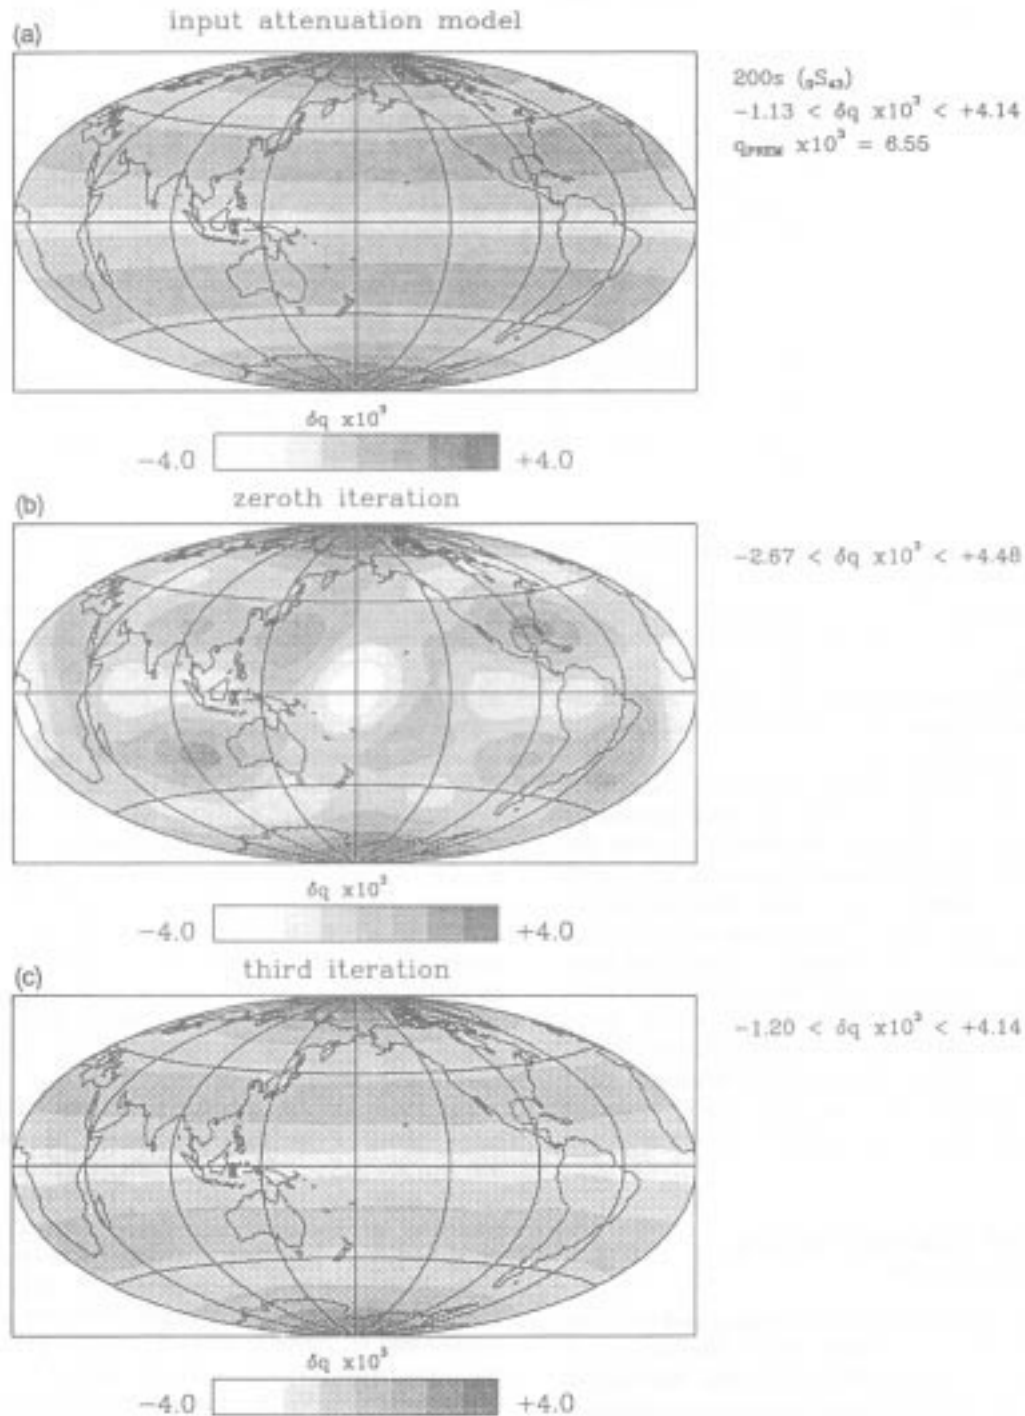 input attenuation model
(a)
200s (₀S₄₃)
−1.13 < δq x10³ < +4.14
qPREM x10³ = 6.55
δq x10³
−4.0 +4.0
zeroth iteration
(b)
−2.67 < δq x10³ < +4.48
δq x10³
−4.0 +4.0
third iteration
(c)
−1.20 < δq x10³ < +4.14
δq x10³
−4.0 +4.0